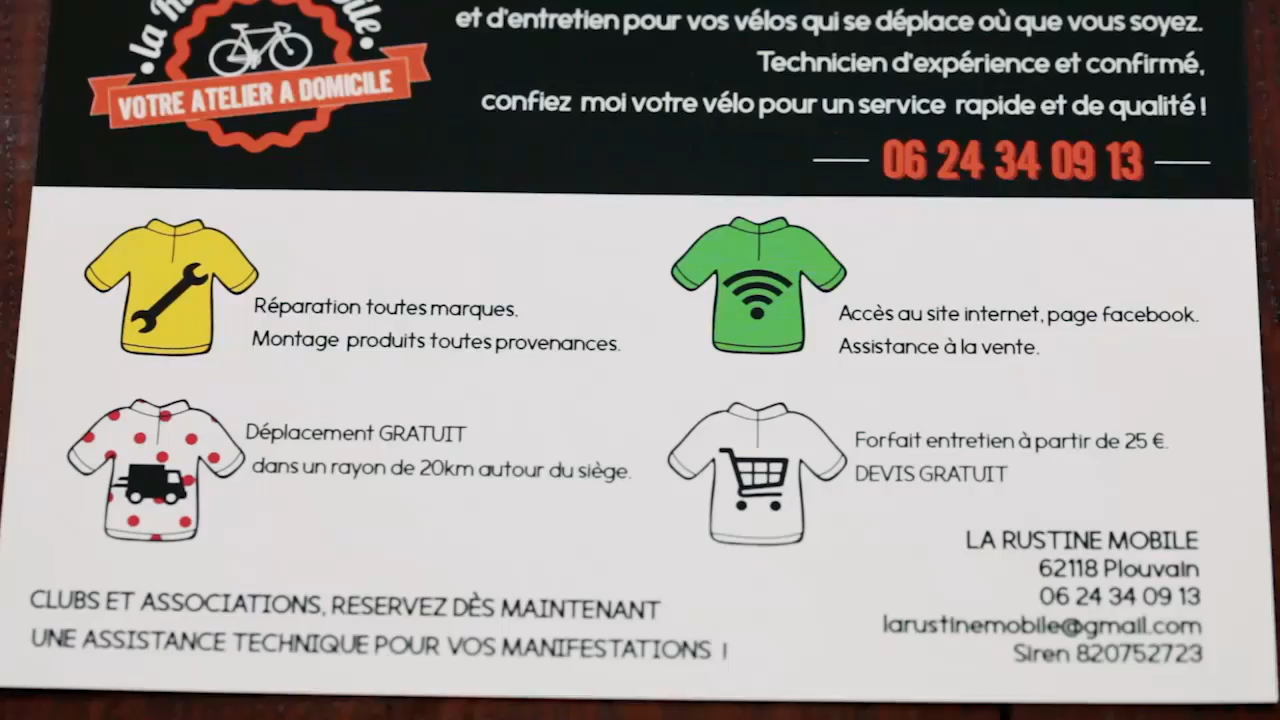 la
bile
VOTRE ATELIER A DOMICILE
et d'entretien pour vos vélos qui se déplace où que vous soyez.
Technicien d'expérience et confirmé,
confiez moi votre vélo pour un service rapide et de qualité !
06 24 34 09 13
Réparation toutes marques.
Montage produits toutes provenances.
Accès au site internet, page facebook.
Assistance à la vente.
Déplacement GRATUIT
dans un rayon de 20km autour du siège.
Forfait entretien à partir de 25 €.
DEVIS GRATUIT
CLUBS ET ASSOCIATIONS, RESERVEZ DÈS MAINTENANT
UNE ASSISTANCE TECHNIQUE POUR VOS MANIFESTATIONS !
LA RUSTINE MOBILE
62118 Plouvain
06 24 34 09 13
larustinemobile@gmail.com
Siren 820752723